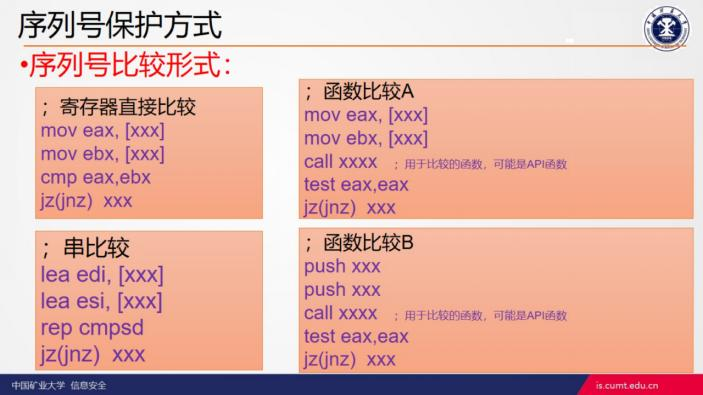 序列号保护方式
•序列号比较形式：
；寄存器直接比较
mov eax, [xxx]
mov ebx, [xxx]
cmp eax,ebx
jz(jnz) xxx
；函数比较A
mov eax, [xxx]
mov ebx, [xxx]
call xxxx ；用于比较的函数，可能是API函数
test eax,eax
jz(jnz) xxx
；串比较
lea edi, [xxx]
lea esi, [xxx]
rep cmpsd
jz(jnz) xxx
；函数比较B
push xxx
push xxx
call xxxx ；用于比较的函数，可能是API函数
test eax,eax
jz(jnz) xxx
中国矿业大学 信息安全
is.cumt.edu.cn